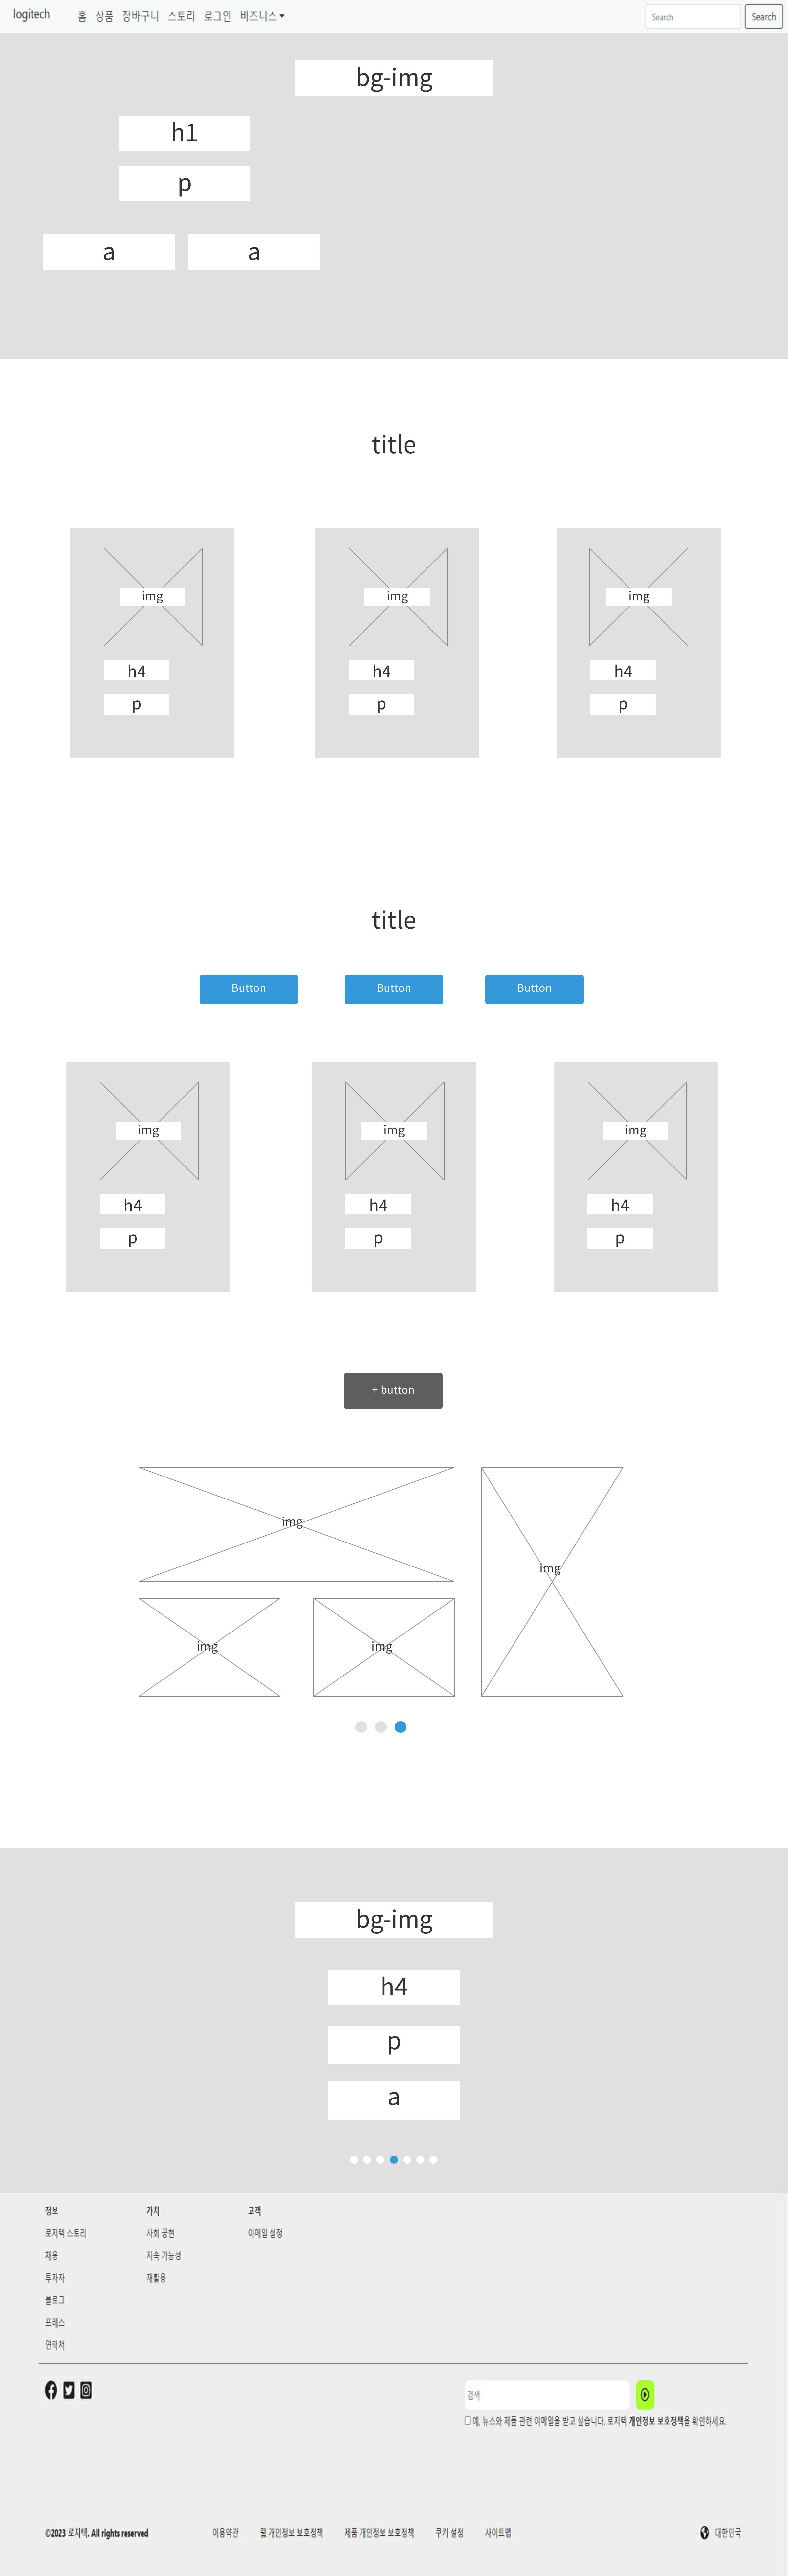 logitech 홈 상품 장바구니 스토리 로그인 비즈니스 Search Search
bg-img
h1
p
a a
title
img img img
h4 h4 h4
p p p
title
Button Button Button
img img img
h4 h4 h4
p p p
+ button
img
img
img img
bg-img
h4
p
a
정보 가치 고객
로지텍 스토리 사회 공헌 이메일 설정
채용 지속 가능성
투자자 재활용
블로그
프레스
연락처
검색
예, 뉴스와 제품 관련 이메일을 받고 싶습니다. 로지텍 개인정보 보호정책을 확인하세요.
©2023 로지텍. All rights reserved 이용약관 웹 개인정보 보호정책 제품 개인정보 보호정책 쿠키 설정 사이트맵 대한민국